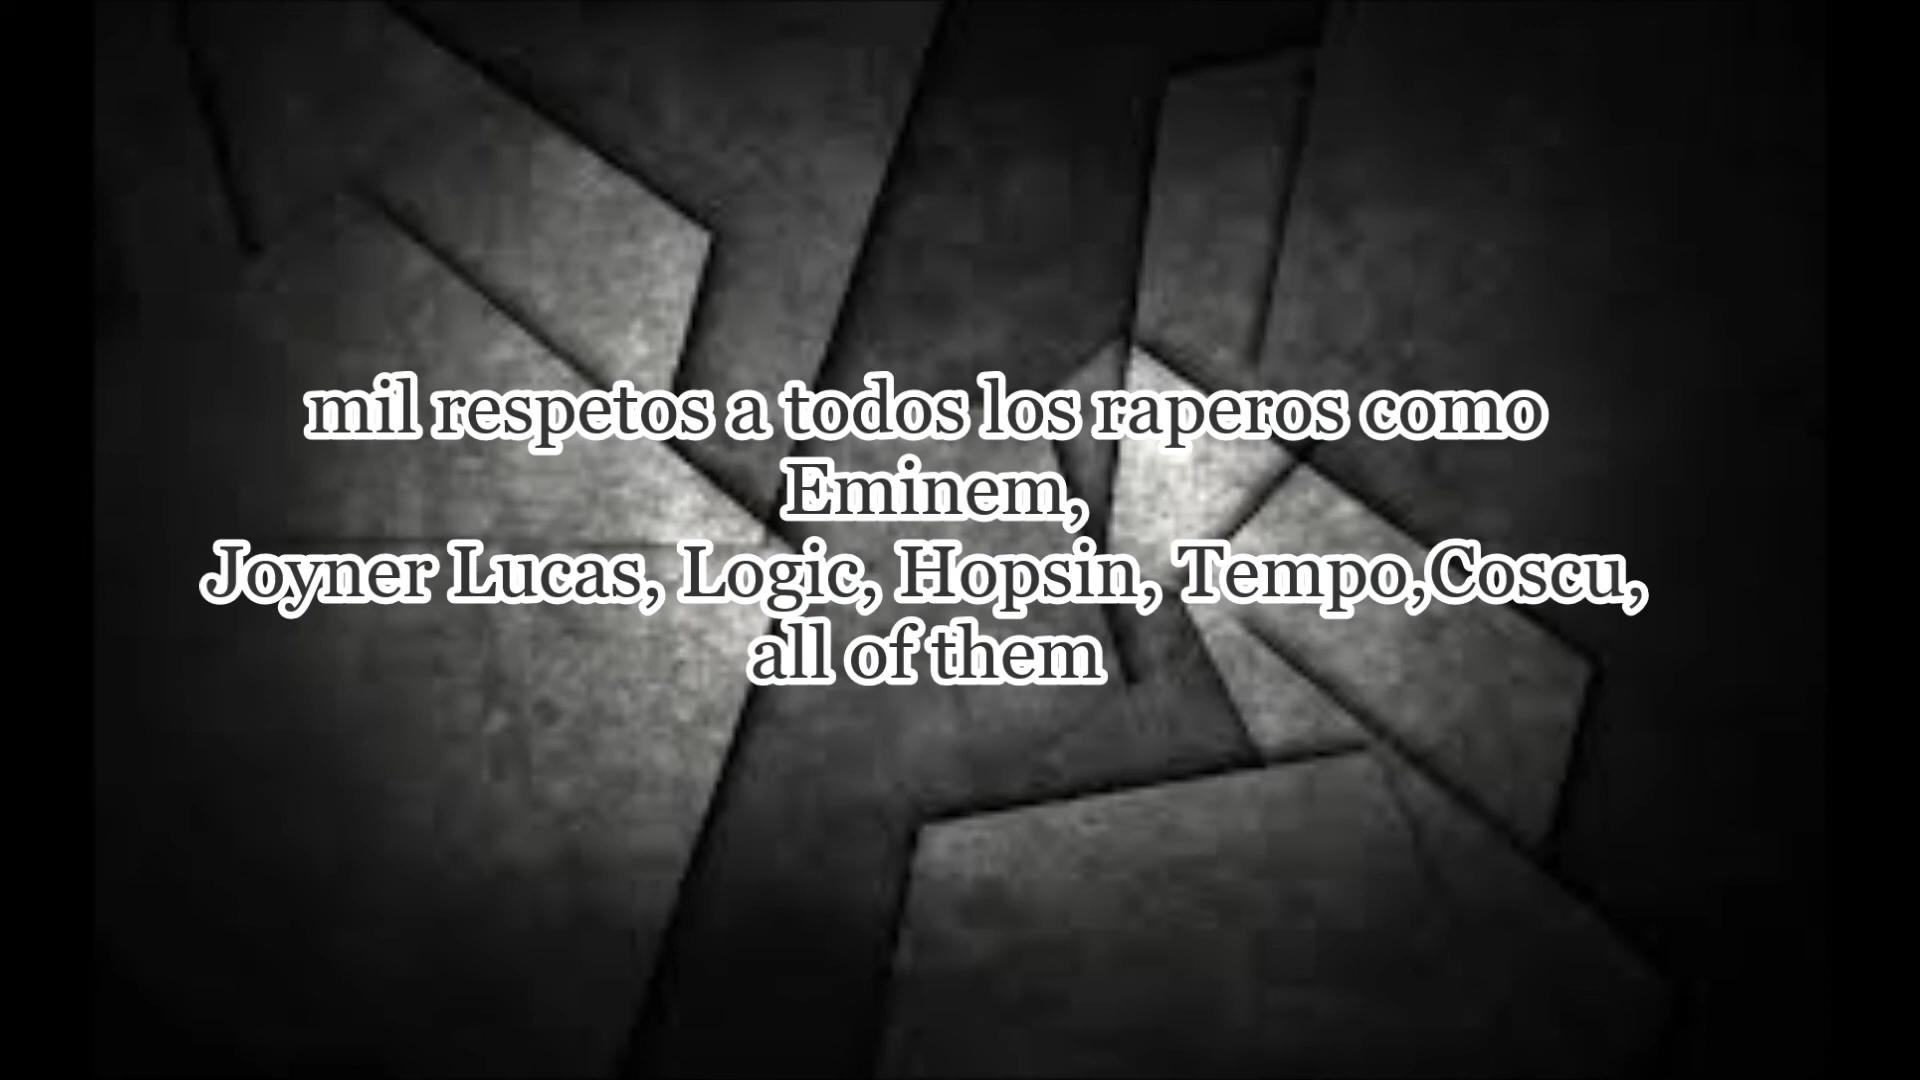 mil respetos a todos los raperos como
Eminem,
Joyner Lucas, Logic, Hopsin, Tempo,Coscu,
all of them